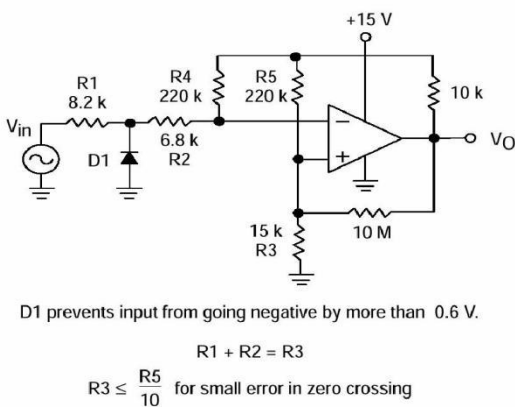 +15 V
R1
8.2 k
R4
220 k
R5
220 k
10 k
Vin
D1
6.8 k
R2
−
+
VO
15 k
R3
10 M
D1 prevents input from going negative by more than 0.6 V.
R1 + R2 = R3
R3 ≤ R5/10 for small error in zero crossing